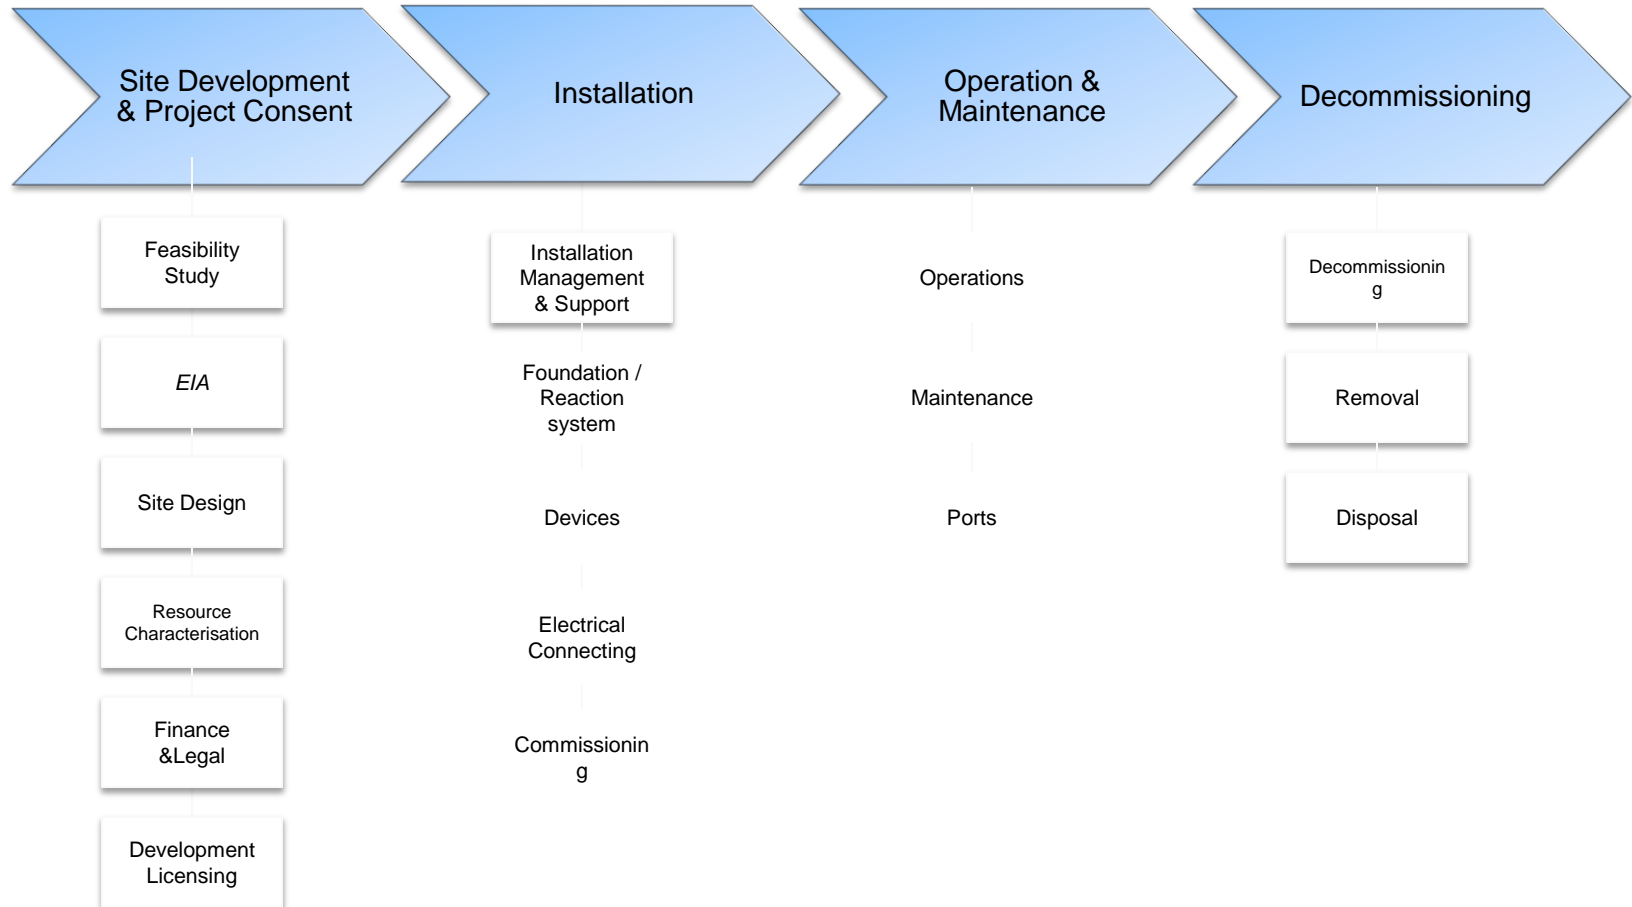 Site Development
& Project Consent
Installation
Operation &
Maintenance
Decommissioning
Feasibility
Study
EIA
Site Design
Resource
Characterisation
Finance
&Legal
Development
Licensing
Installation
Management
& Support
Foundation /
Reaction
system
Devices
Electrical
Connecting
Commissionin
g
Operations
Maintenance
Ports
Decommissionin
g
Removal
Disposal